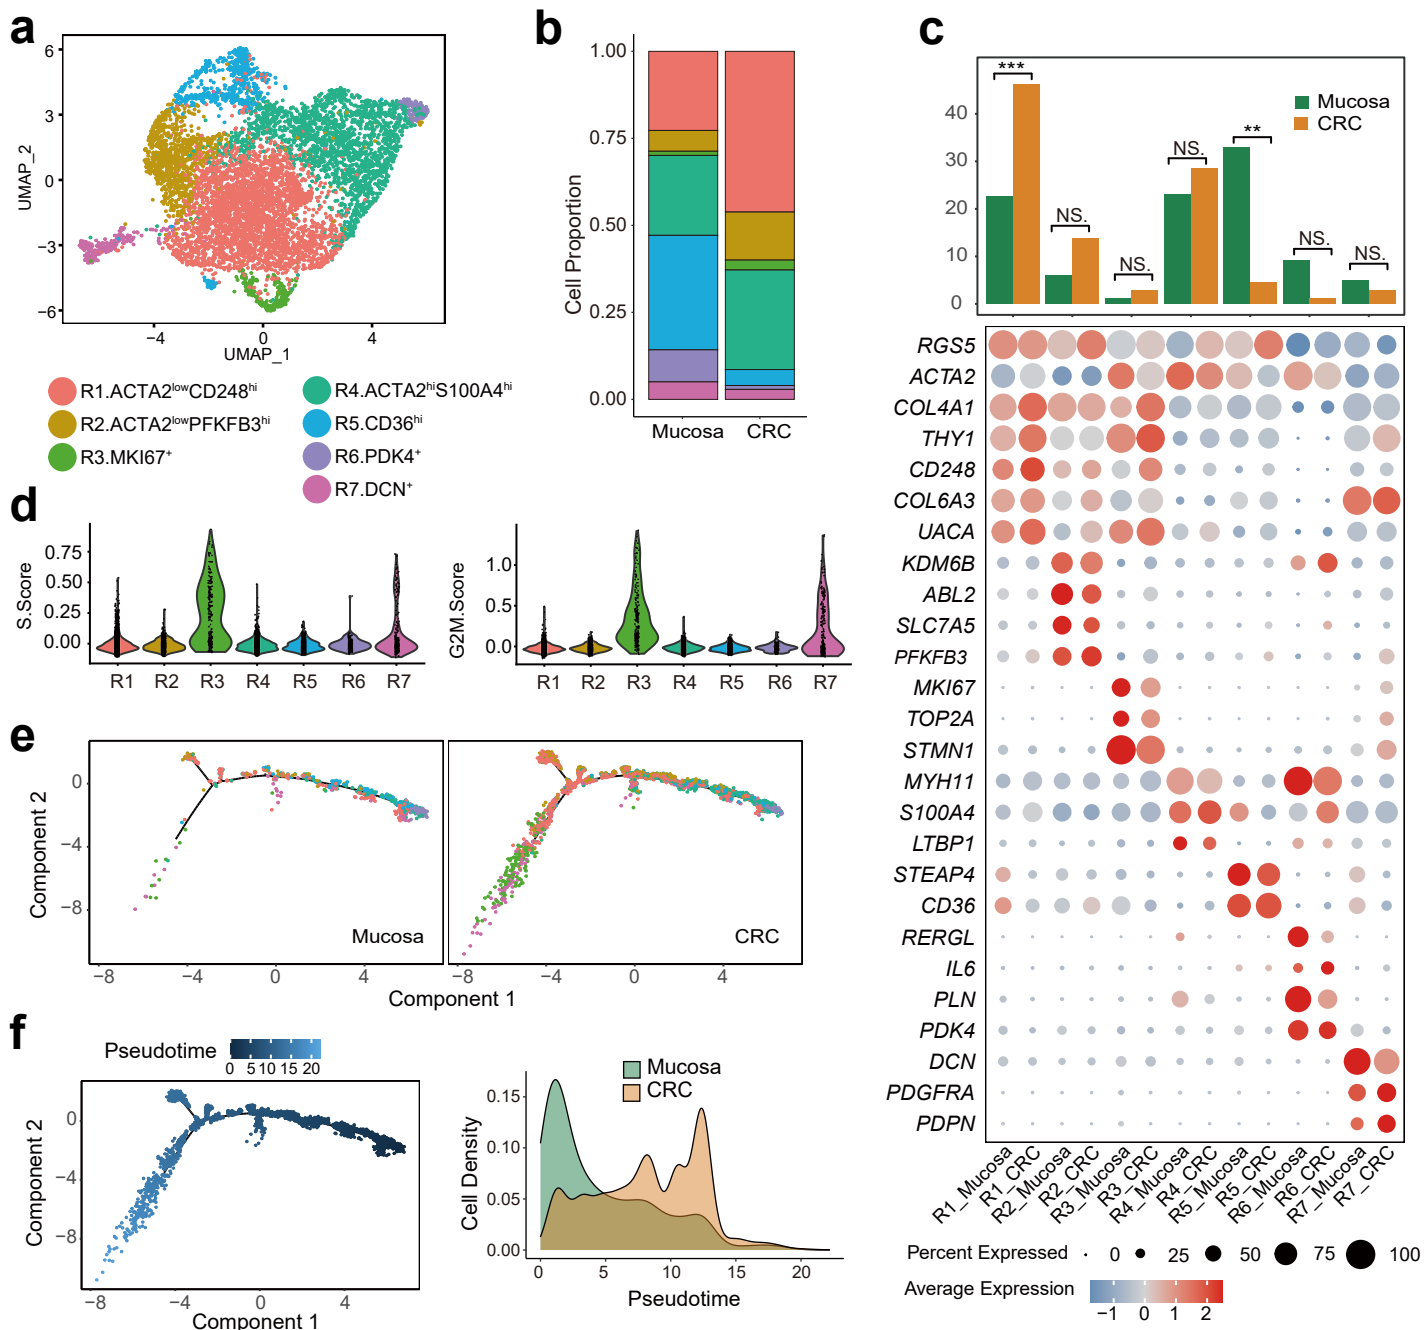 a
UMAP_2
6
3
0
−3
−6
−4
0
4
UMAP_1
R1.ACTA2lowCD248hi
R2.ACTA2lowPFKFB3hi
R3.MKI67+
R4.ACTA2hiS100A4hi
R5.CD36hi
R6.PDK4+
R7.DCN+
b
Cell Proportion
1.00
0.75
0.50
0.25
0.00
Mucosa CRC
c
40
30
20
10
0
*** NS. NS. NS. ** NS. NS.
Mucosa
CRC
RGS5
ACTA2
COL4A1
THY1
CD248
COL6A3
UACA
KDM6B
ABL2
SLC7A5
PFKFB3
MKI67
TOP2A
STMN1
MYH11
S100A4
LTBP1
STEAP4
CD36
RERGL
IL6
PLN
PDK4
DCN
PDGFRA
PDPN
R1_Mucosa
R1_CRC
R2_Mucosa
R2_CRC
R3_Mucosa
R3_CRC
R4_Mucosa
R4_CRC
R5_Mucosa
R5_CRC
R6_Mucosa
R6_CRC
R7_Mucosa
R7_CRC
Percent Expressed 0 25 50 75 100
Average Expression
−1 0 1 2
d
S.Score
0.75
0.50
0.25
0.00
R1 R2 R3 R4 R5 R6 R7
G2M.Score
1.0
0.5
0.0
R1 R2 R3 R4 R5 R6 R7
e
Component 2
0
−4
−8
Mucosa
CRC
−8 −4 0 4
−8 −4 0 4
Component 1
f
Pseudotime
0 5 10 15 20
Component 2
0
−4
−8
−8 −4 0 4
Component 1
Mucosa
CRC
Cell Density
0.15
0.10
0.05
0.00
0 5 10 15 20
Pseudotime